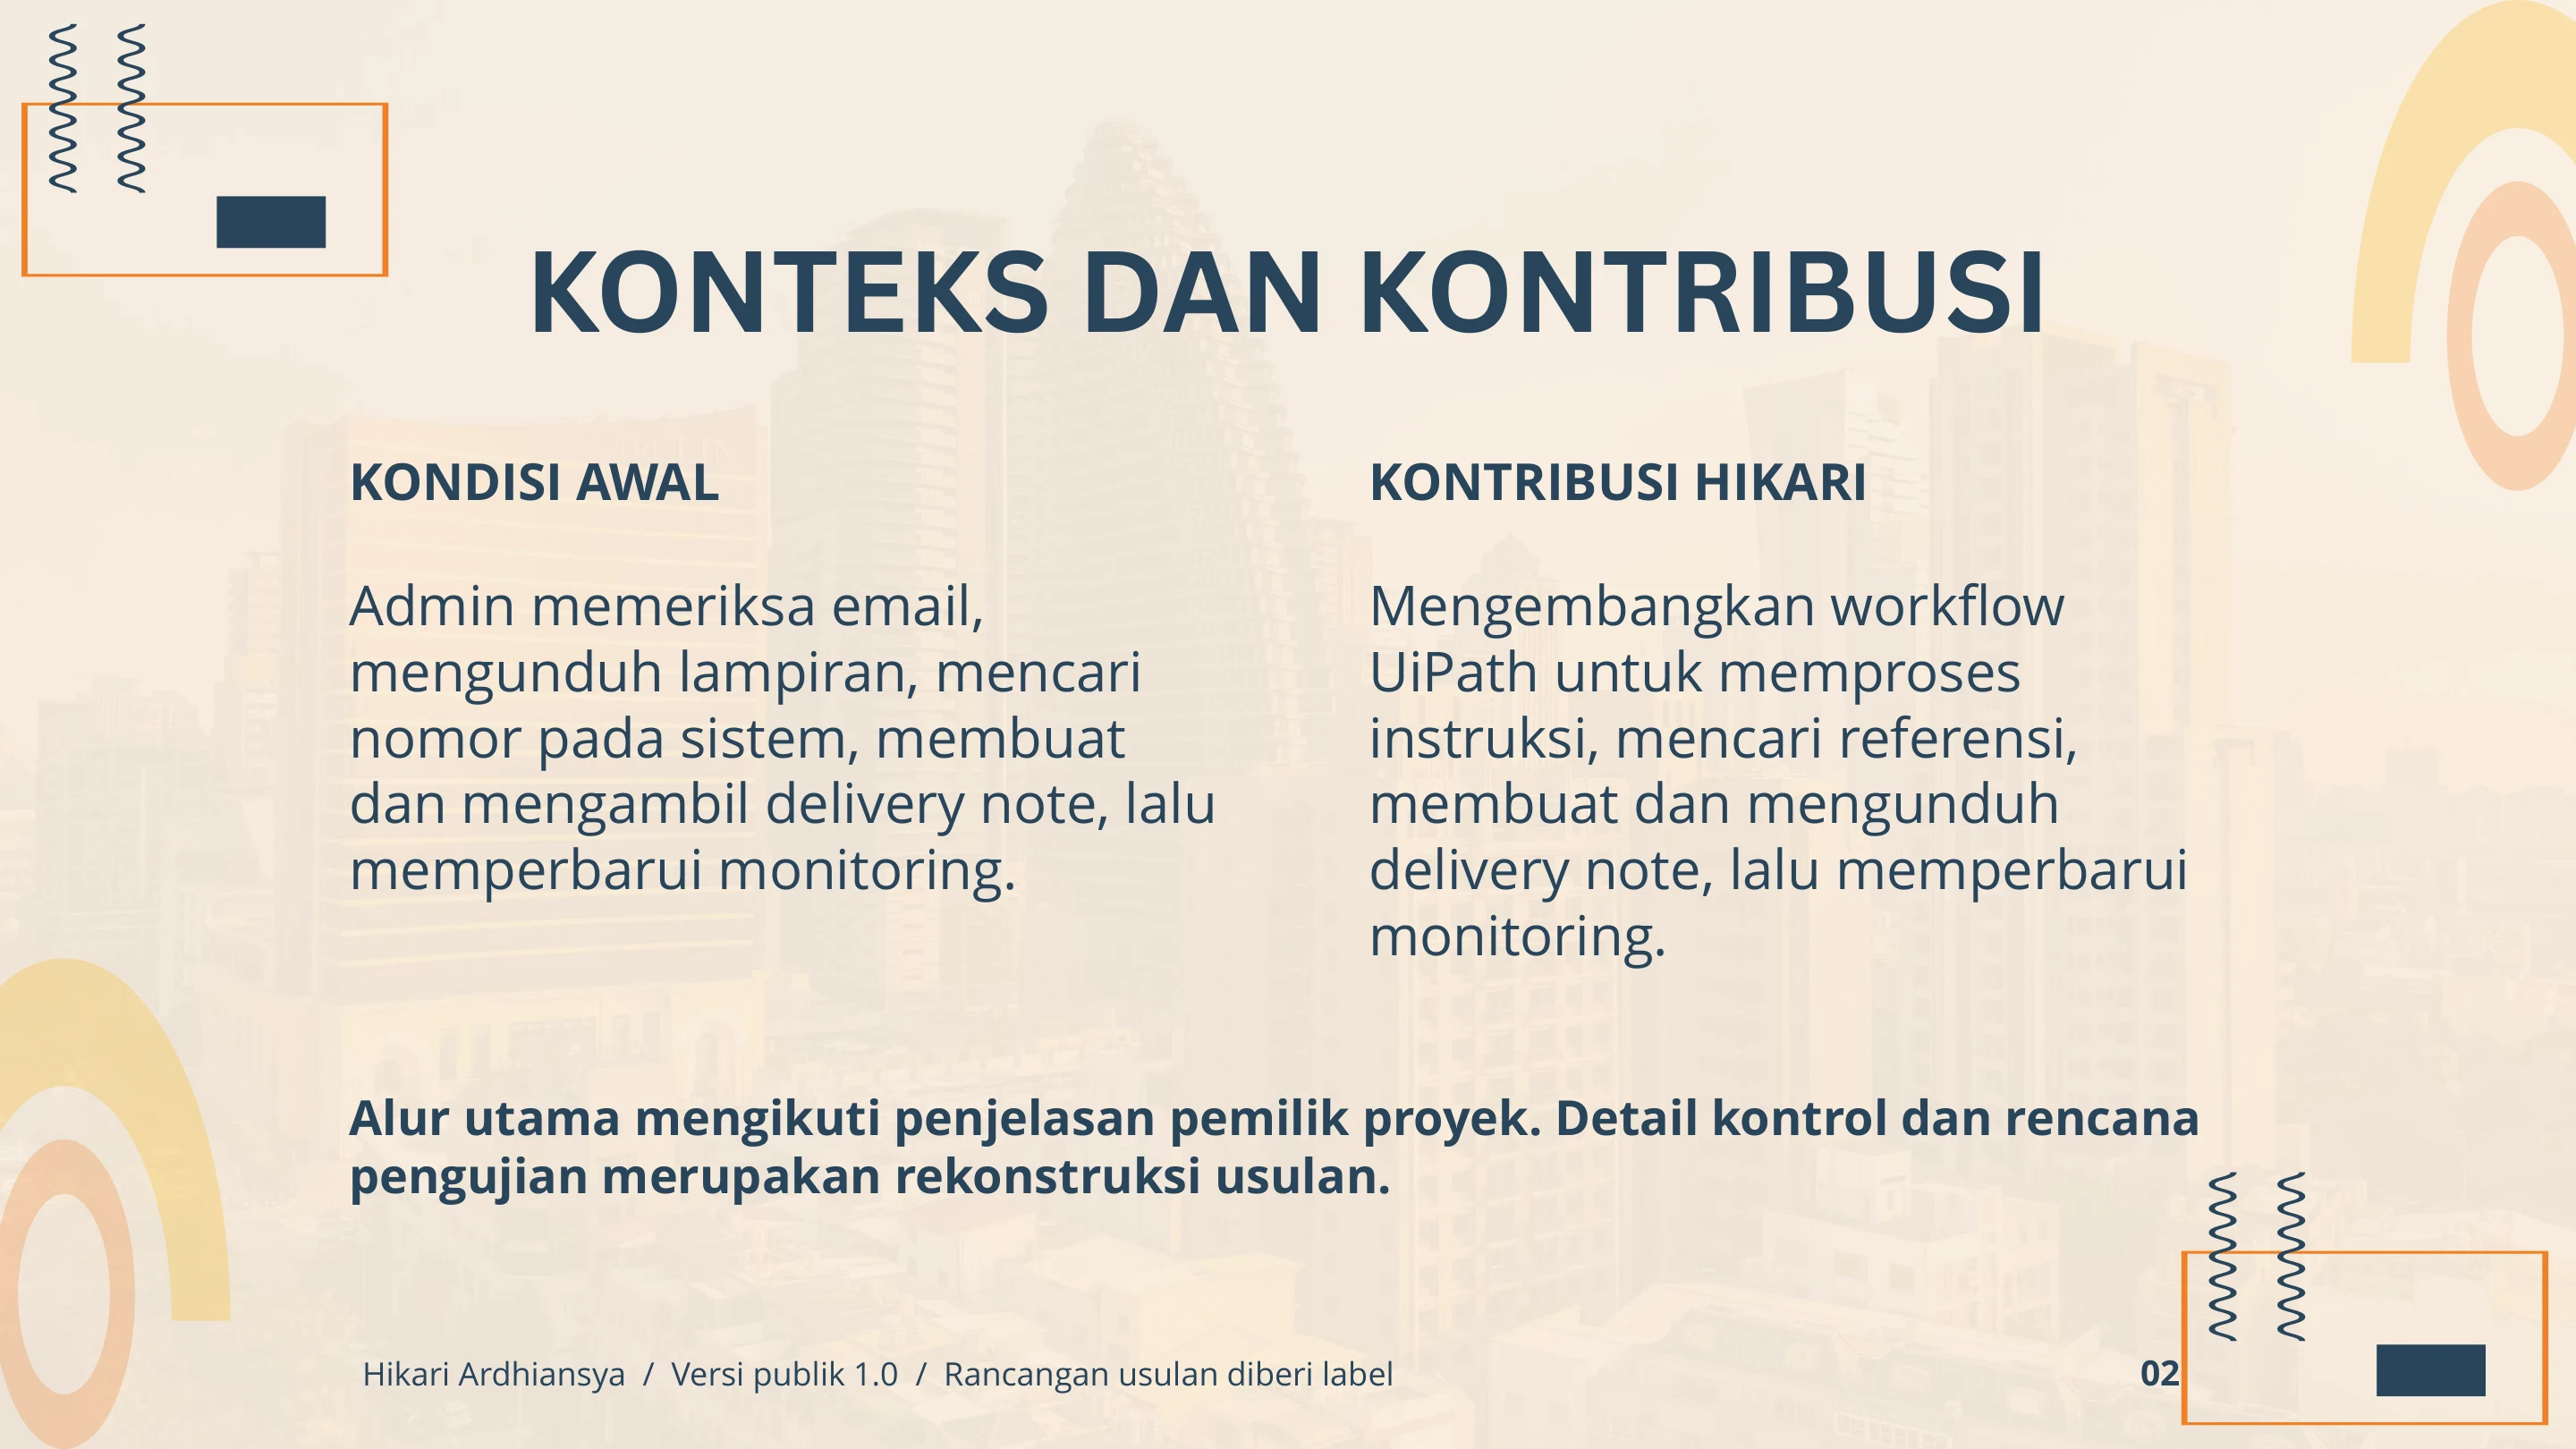 KONTEKS DAN KONTRIBUSI
KONDISI AWAL
Admin memeriksa email,
mengunduh lampiran, mencari
nomor pada sistem, membuat
dan mengambil delivery note, lalu
memperbarui monitoring.
KONTRIBUSI HIKARI
Mengembangkan workflow
UiPath untuk memproses
instruksi, mencari referensi,
membuat dan mengunduh
delivery note, lalu memperbarui
monitoring.
Alur utama mengikuti penjelasan pemilik proyek. Detail kontrol dan rencana
pengujian merupakan rekonstruksi usulan.
Hikari Ardhiansya / Versi publik 1.0 / Rancangan usulan diberi label
02